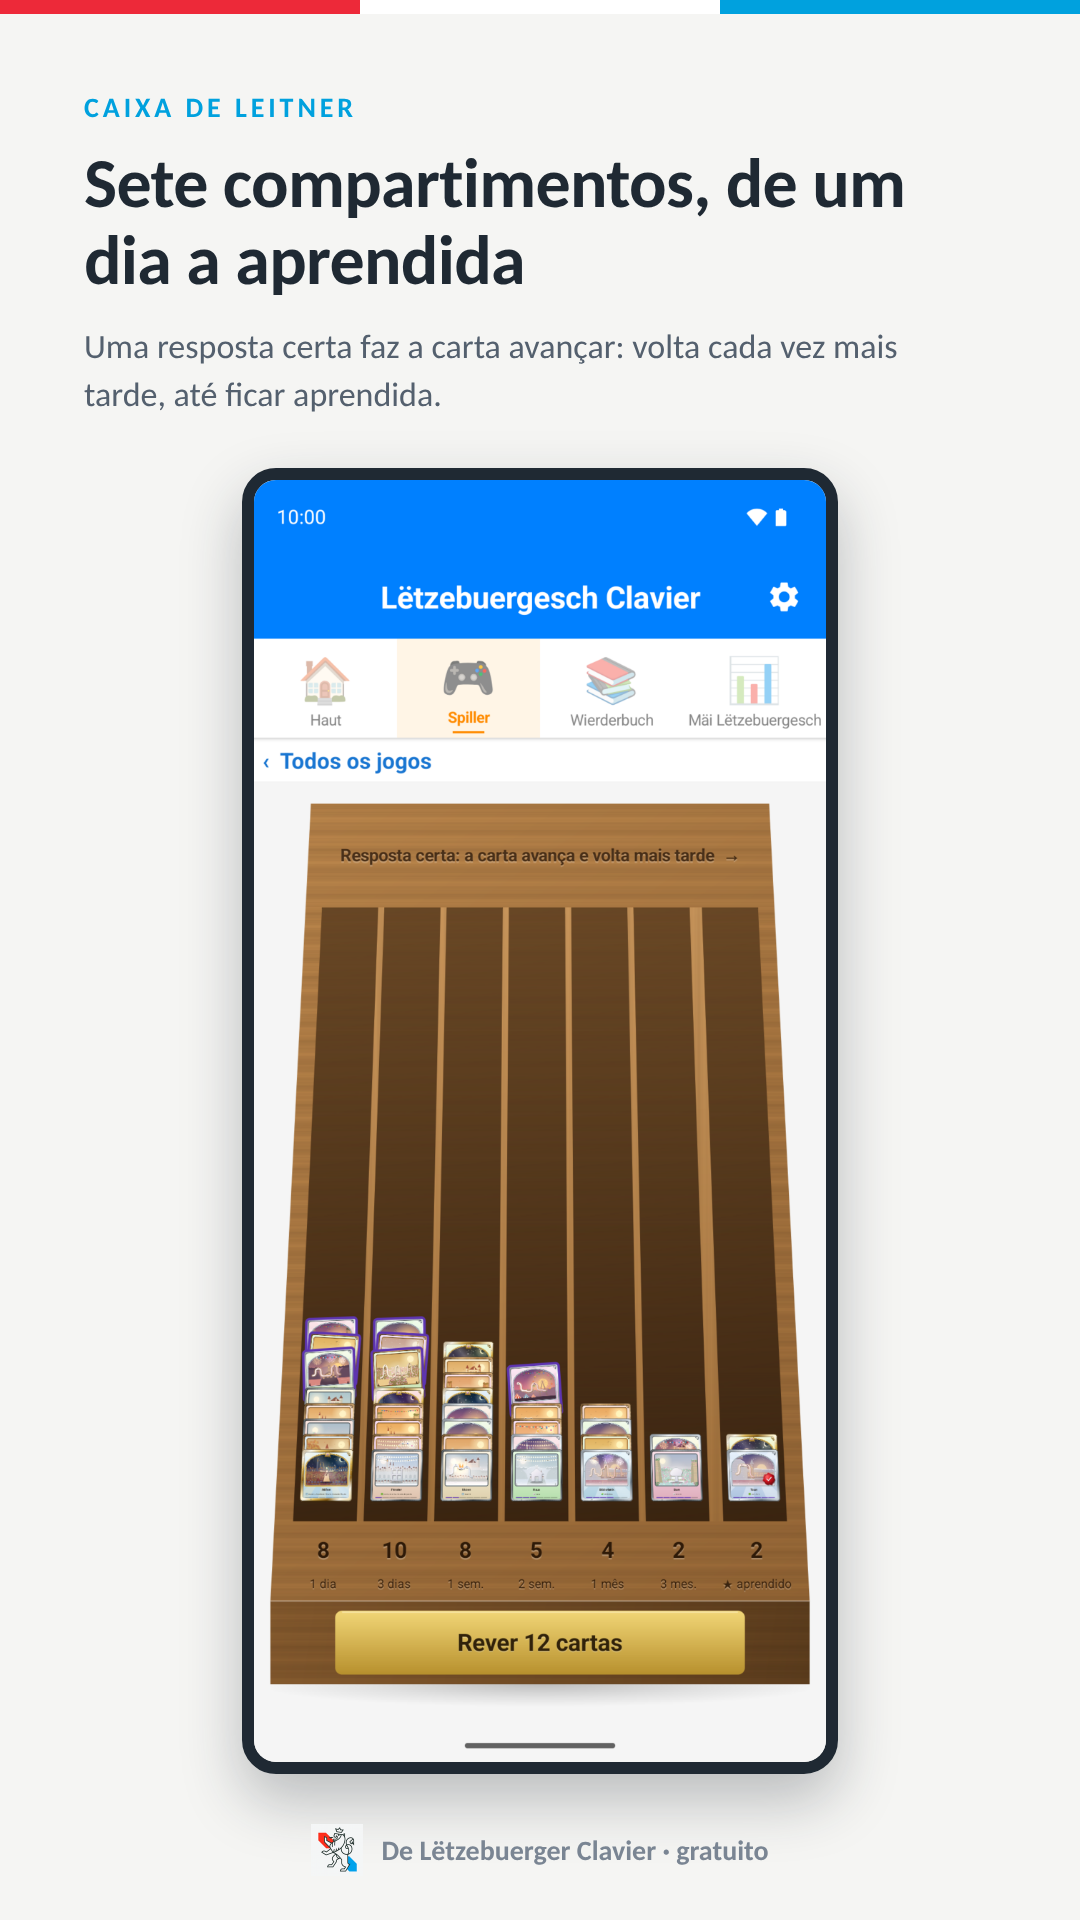 CAIXA DE LEITNER
Sete compartimentos, de um
dia a aprendida
Uma resposta certa faz a carta avançar: volta cada vez mais
tarde, até ficar aprendida.
10:00
Lëtzebuergesch Clavier
Haut
Spiller
Wierderbuch
Mäi Lëtzebuergesch
‹ Todos os jogos
Resposta certa: a carta avança e volta mais tarde →
8 10 8 5 4 2 2
1 dia 3 dias 1 sem. 2 sem. 1 mês 3 mes. ★ aprendido
Rever 12 cartas
De Lëtzebuerger Clavier · gratuito